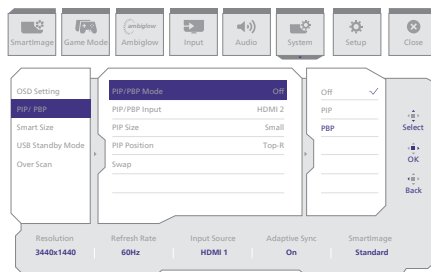 SmartImage
Game Mode
ambiglow
Ambiglow
Input
Audio
System
Setup
Close
OSD Setting
PIP/ PBP
Smart Size
USB Standby Mode
Over Scan
PIP/PBP Mode Off
PIP/PBP Input HDMI 2
PIP Size Small
PIP Position Top-R
Swap
Off
PIP
PBP
Select
OK
Back
Resolution Refresh Rate Input Source Adaptive Sync SmartImage
3440x1440 60Hz HDMI 1 On Standard